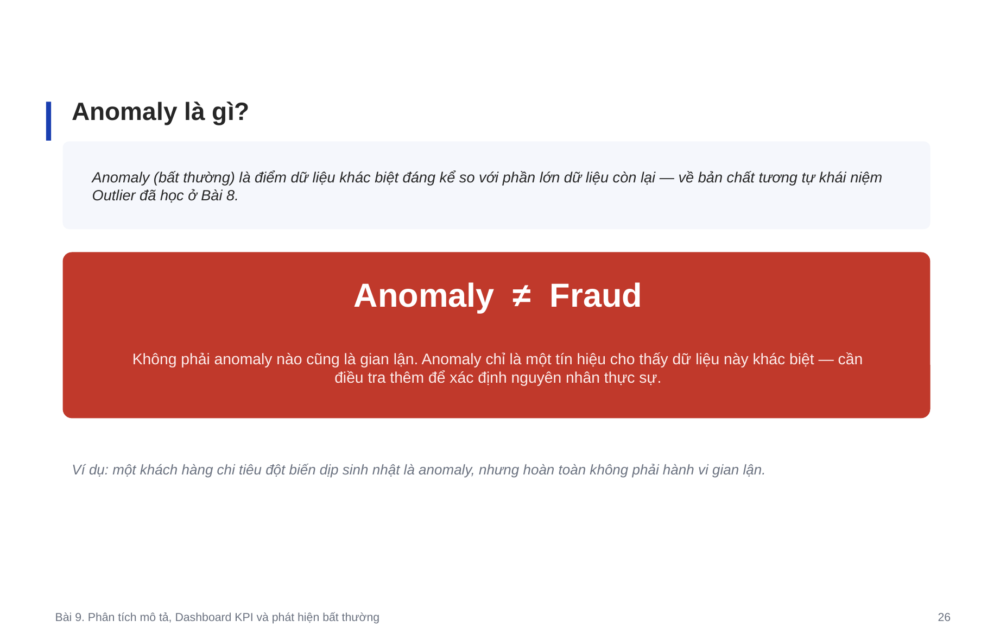 Anomaly là gì?
Anomaly (bất thường) là điểm dữ liệu khác biệt đáng kể so với phần lớn dữ liệu còn lại — về bản chất tương tự khái niệm
Outlier đã học ở Bài 8.
Anomaly ≠ Fraud
Không phải anomaly nào cũng là gian lận. Anomaly chỉ là một tín hiệu cho thấy dữ liệu này khác biệt — cần
điều tra thêm để xác định nguyên nhân thực sự.
Ví dụ: một khách hàng chi tiêu đột biến dịp sinh nhật là anomaly, nhưng hoàn toàn không phải hành vi gian lận.
Bài 9. Phân tích mô tả, Dashboard KPI và phát hiện bất thường
26